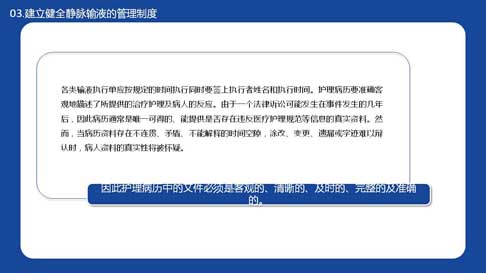 03.建立健全静脉输液的管理制度
各类输液执行单应按规定的时间执行同时要签上执行者姓名和执行时间。护理病历要准确客
观地描述了所提供的治疗护理及病人的反应。由于一个法律诉讼可能发生在事件发生的几年
后，因此病历通常是唯一可得的、能提供是否存在违反医疗护理规范等信息的真实资料。然
而，当病历资料存在不连贯、矛盾、不能解释的时间空隙，涂改、变更、遗漏或字迹难以辩
认时，病人资料的真实性将被怀疑。
因此护理病历中的文件必须是客观的、清晰的、及时的、完整的及准确
的。